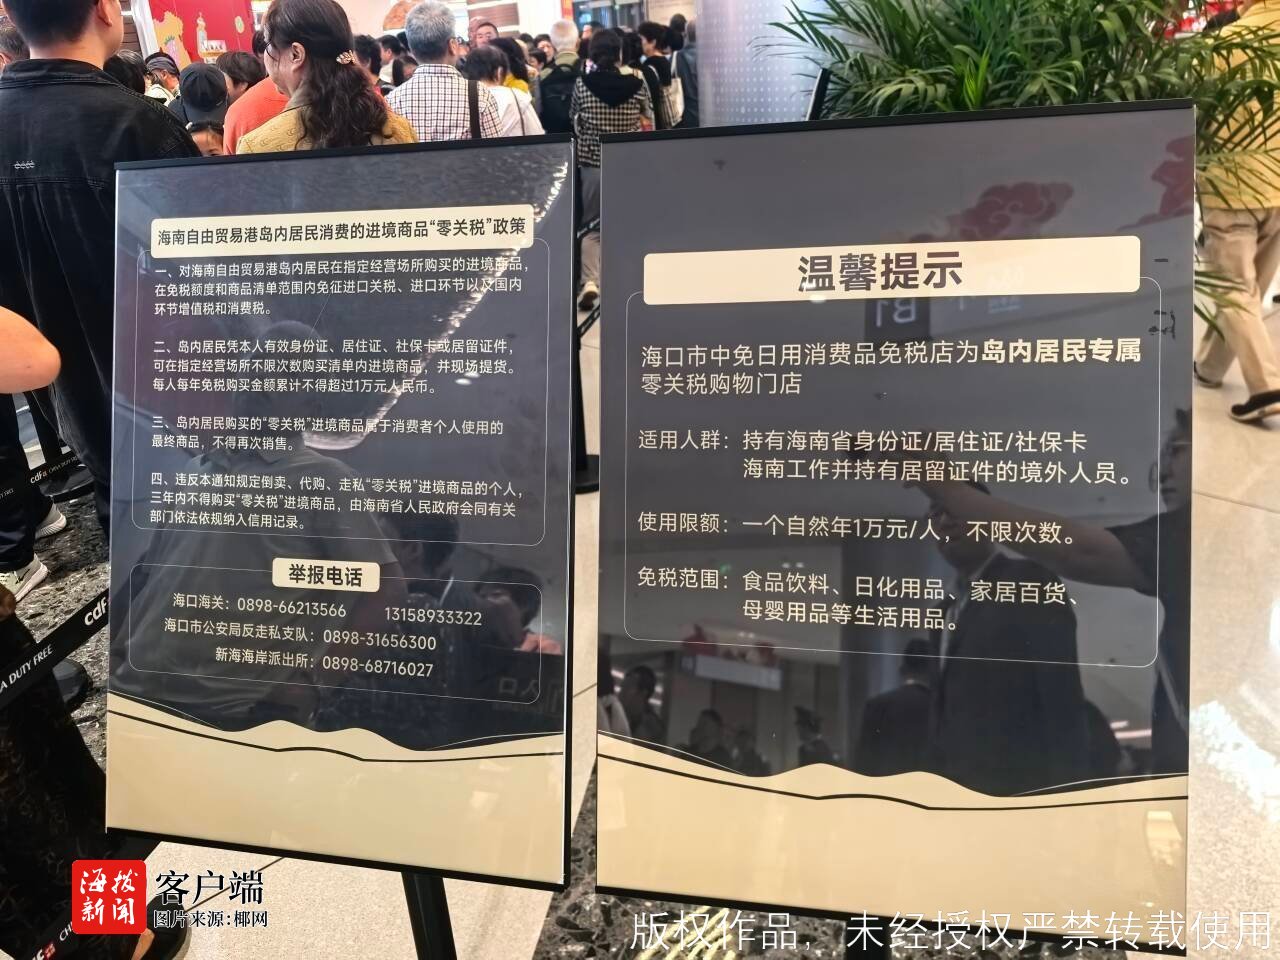 海南自由贸易港岛内居民消费的进境商品“零关税”政策
一、对海南自由贸易港岛内居民在指定经营场所购买的进境商品，
在免税额度和商品清单范围内免征进口关税、进口环节以及国内
环节增值税和消费税。
二、岛内居民凭本人有效身份证、居住证、社保卡或居留证件，
可在指定经营场所不限次数购买清单内进境商品，并现场提货。
每人每年免税购买金额累计不得超过1万元人民币。
三、岛内居民购买的“零关税”进境商品属于消费者个人使用的
最终商品，不得再次销售。
四、违反本通知规定倒卖、代购、走私“零关税”进境商品的个人，
三年内不得购买“零关税”进境商品，由海南省人民政府会同有关
部门依法依规纳入信用记录。
举报电话
海口海关：0898-66213566 13158933322
海口市公安局反走私支队：0898-31656300
新海海岸派出所：0898-68716027
温馨提示
海口市中免日用消费品免税店为岛内居民专属
零关税购物门店
适用人群：持有海南省身份证/居住证/社保卡
海南工作并持有居留证件的境外人员。
使用限额：一个自然年1万元/人，不限次数。
免税范围：食品饮料、日化用品、家居百货、
母婴用品等生活用品。
cdf
CHINA DUTY FREE
cdf
A DUTY FREE
海拔
新闻
客户端
图片来源:椰网
版权作品，未经授权严禁转载使用